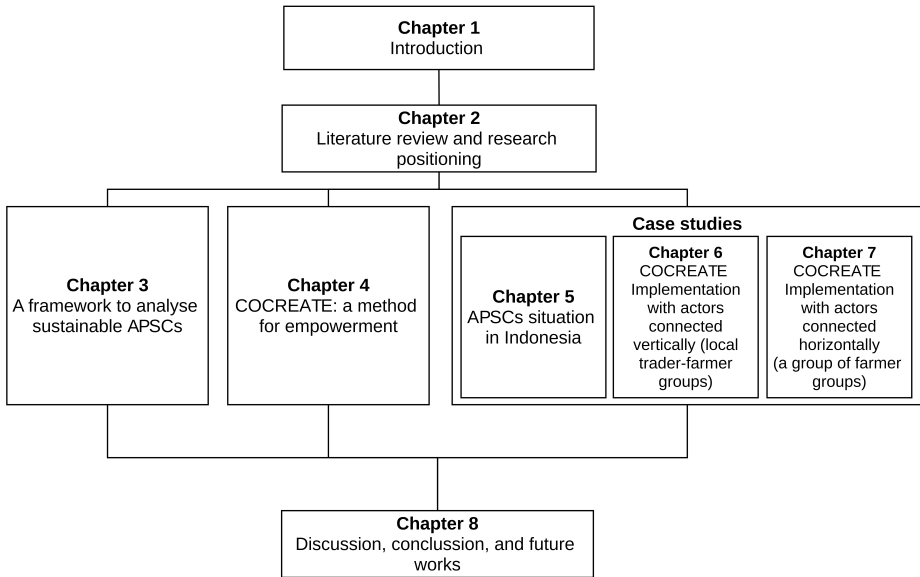 Chapter 1
Introduction
Chapter 2
Literature review and research
positioning
Chapter 3
A framework to analyse
sustainable APSCs
Chapter 4
COCREATE: a method
for empowerment
Case studies
Chapter 5
APSCs situation
in Indonesia
Chapter 6
COCREATE
Implementation
with actors
connected
vertically (local
trader-farmer
groups)
Chapter 7
COCREATE
Implementation
with actors
connected
horizontally
(a group of farmer
groups)
Chapter 8
Discussion, conclussion, and future
works